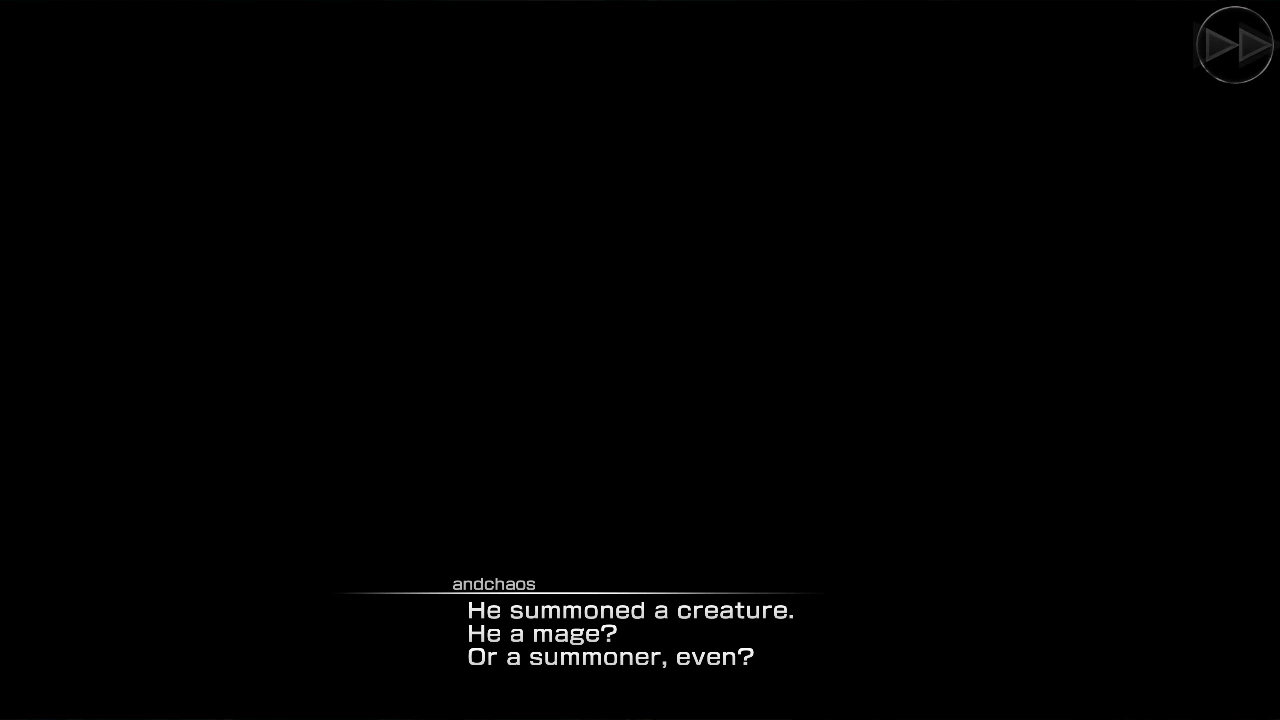 andchaos
He summoned a creature.
He a mage?
Or a summoner, even?